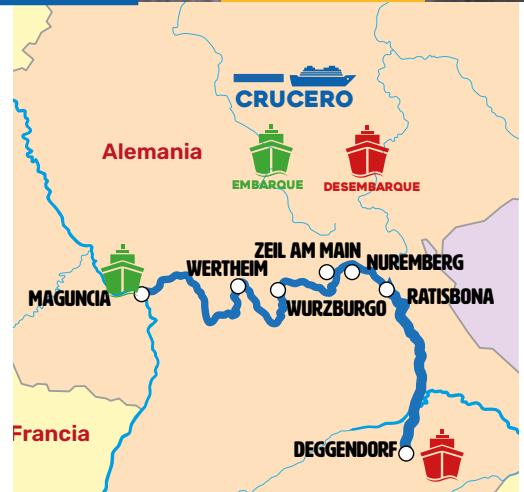 CRUCERO
Alemania
EMBARQUE
DESEMBARQUE
ZEIL AM MAIN
WERTHEIM
NUREMBERG
MAGUNCIA
WURZBURGO
RATISBONA
Francia
DEGGENDORF